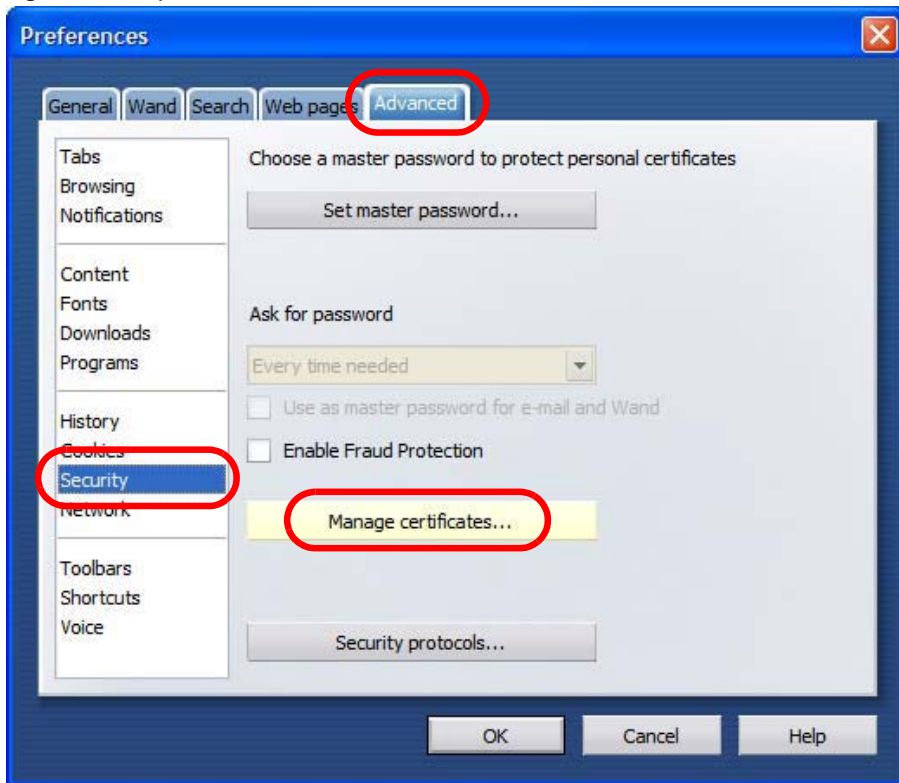 Preferences
General Wand Search Web pages Advanced
Tabs
Browsing
Notifications
Content
Fonts
Downloads
Programs
History
Cookies
Security
Network
Toolbars
Shortcuts
Voice
Choose a master password to protect personal certificates
Set master password...
Ask for password
Every time needed
Use as master password for e-mail and Wand
Enable Fraud Protection
Manage certificates...
Security protocols...
OK Cancel Help